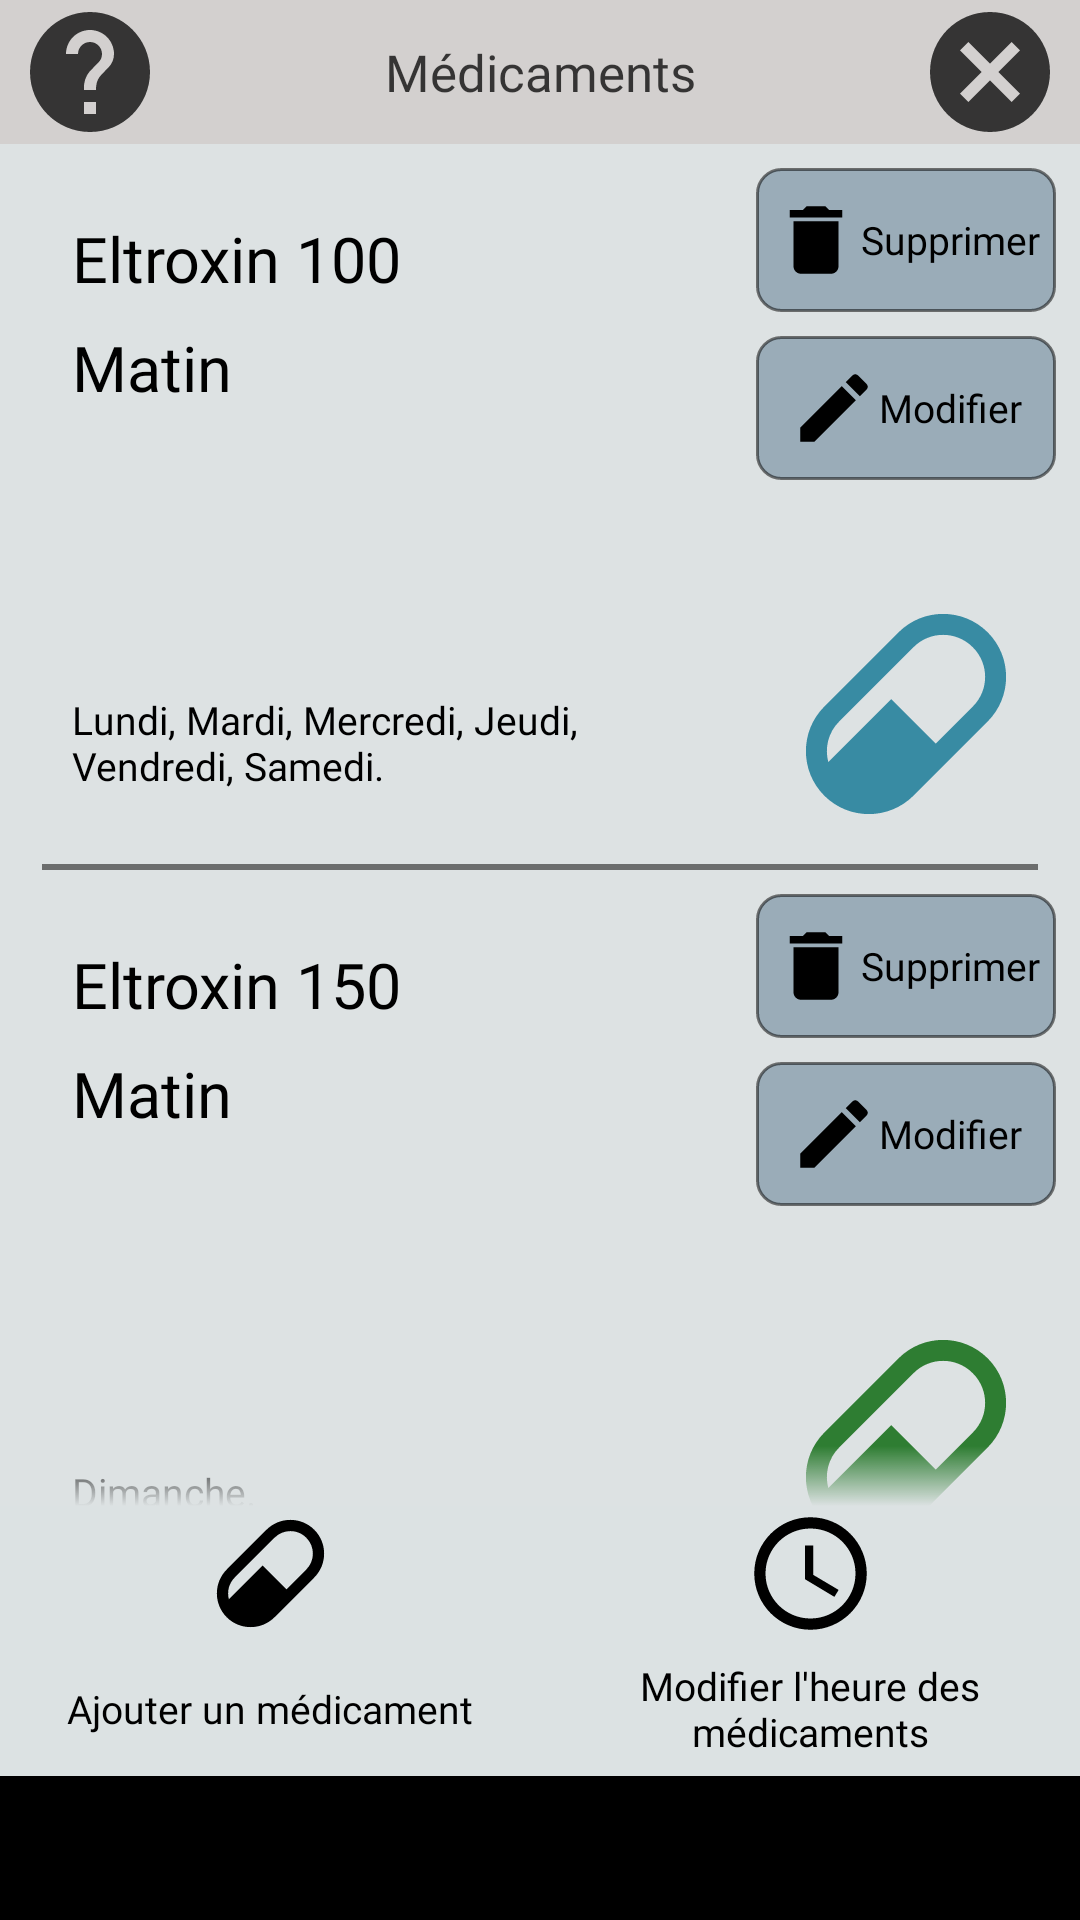 Médicaments
Eltroxin 100
Supprimer
Matin
Modifier
Lundi, Mardi, Mercredi, Jeudi,
Vendredi, Samedi.
Eltroxin 150
Supprimer
Matin
Modifier
Dimanche.
Ajouter un médicament
Modifier l'heure des
médicaments